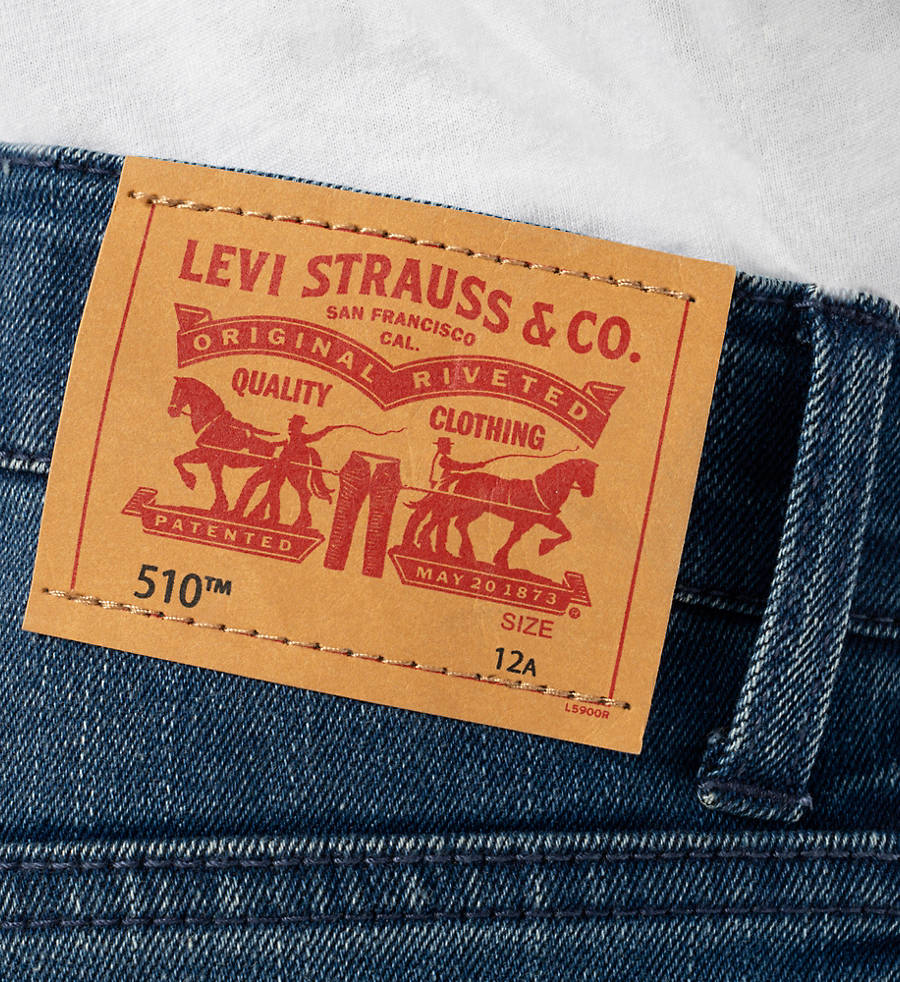 LEVI STRAUSS & CO.
SAN FRANCISCO
CAL.
ORIGINAL RIVETED
QUALITY
CLOTHING
PATENTED
MAY 20 1873
®
510™
SIZE
12A
L5900R